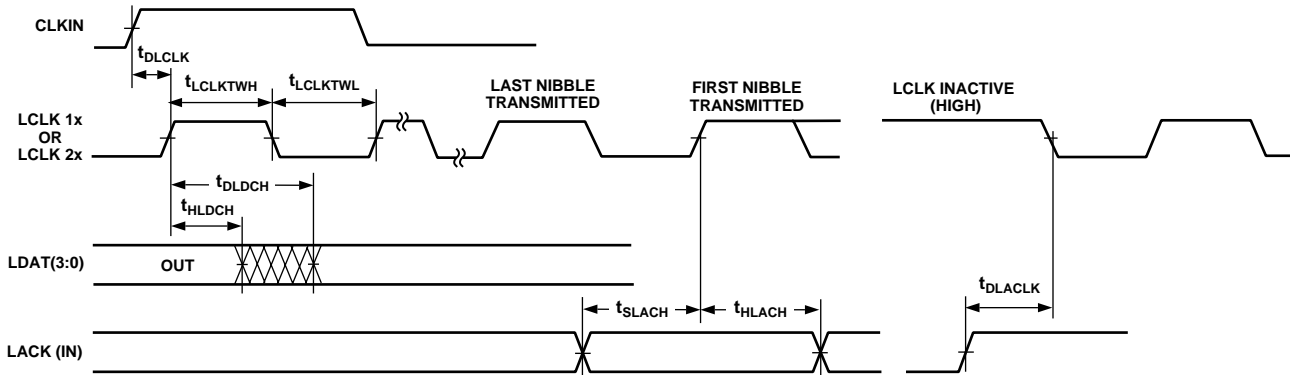 CLKIN
tDLCLK
tLCLKTWH
tLCLKTWL
LAST NIBBLE
TRANSMITTED
FIRST NIBBLE
TRANSMITTED
LCLK INACTIVE
(HIGH)
LCLK 1x
OR
LCLK 2x
tDLDCH
tHLDCH
LDAT(3:0)
OUT
tSLACH
tHLACH
tDLACLK
LACK (IN)